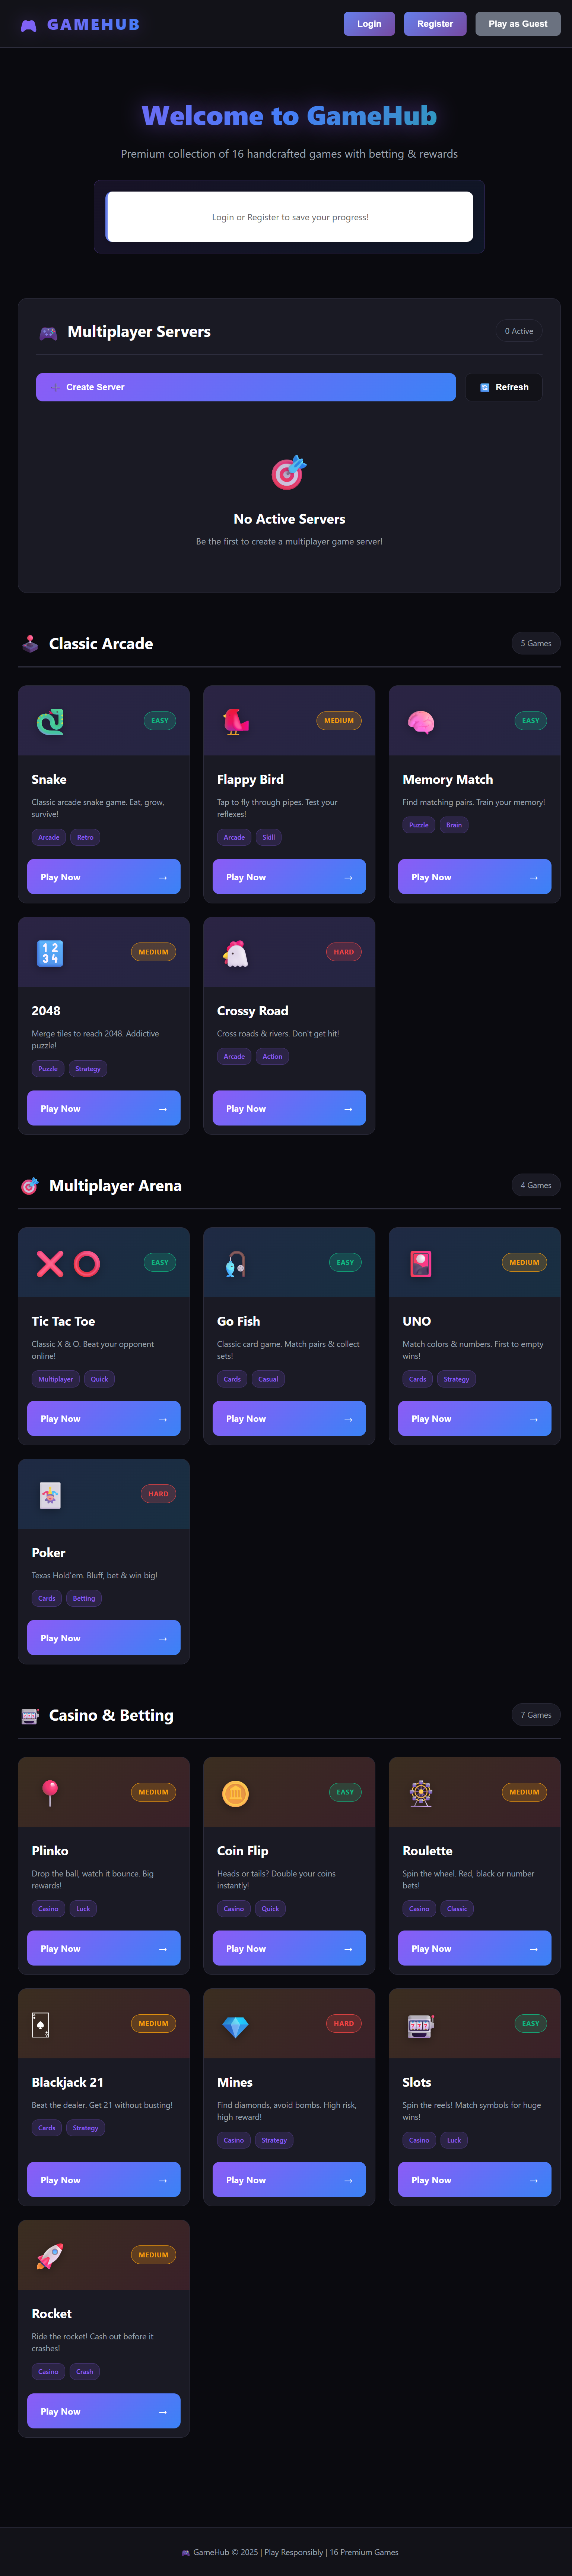 GAMEHUB
Login
Register
Play as Guest
Welcome to GameHub
Premium collection of 16 handcrafted games with betting & rewards
Login or Register to save your progress!
Multiplayer Servers
0 Active
Create Server
Refresh
No Active Servers
Be the first to create a multiplayer game server!
Classic Arcade
5 Games
EASY
Snake
Classic arcade snake game. Eat, grow,
survive!
Arcade
Retro
Play Now →
MEDIUM
Flappy Bird
Tap to fly through pipes. Test your
reflexes!
Arcade
Skill
Play Now →
EASY
Memory Match
Find matching pairs. Train your memory!
Puzzle
Brain
Play Now →
1 2
3 4
MEDIUM
2048
Merge tiles to reach 2048. Addictive
puzzle!
Puzzle
Strategy
Play Now →
HARD
Crossy Road
Cross roads & rivers. Don't get hit!
Arcade
Action
Play Now →
Multiplayer Arena
4 Games
EASY
Tic Tac Toe
Classic X & O. Beat your opponent
online!
Multiplayer
Quick
Play Now →
EASY
Go Fish
Classic card game. Match pairs & collect
sets!
Cards
Casual
Play Now →
MEDIUM
UNO
Match colors & numbers. First to empty
wins!
Cards
Strategy
Play Now →
HARD
Poker
Texas Hold'em. Bluff, bet & win big!
Cards
Betting
Play Now →
Casino & Betting
7 Games
MEDIUM
Plinko
Drop the ball, watch it bounce. Big
rewards!
Casino
Luck
Play Now →
EASY
Coin Flip
Heads or tails? Double your coins
instantly!
Casino
Quick
Play Now →
MEDIUM
Roulette
Spin the wheel. Red, black or number
bets!
Casino
Classic
Play Now →
MEDIUM
Blackjack 21
Beat the dealer. Get 21 without busting!
Cards
Strategy
Play Now →
HARD
Mines
Find diamonds, avoid bombs. High risk,
high reward!
Casino
Strategy
Play Now →
EASY
Slots
Spin the reels! Match symbols for huge
wins!
Casino
Luck
Play Now →
MEDIUM
Rocket
Ride the rocket! Cash out before it
crashes!
Casino
Crash
Play Now →
GameHub © 2025 | Play Responsibly | 16 Premium Games